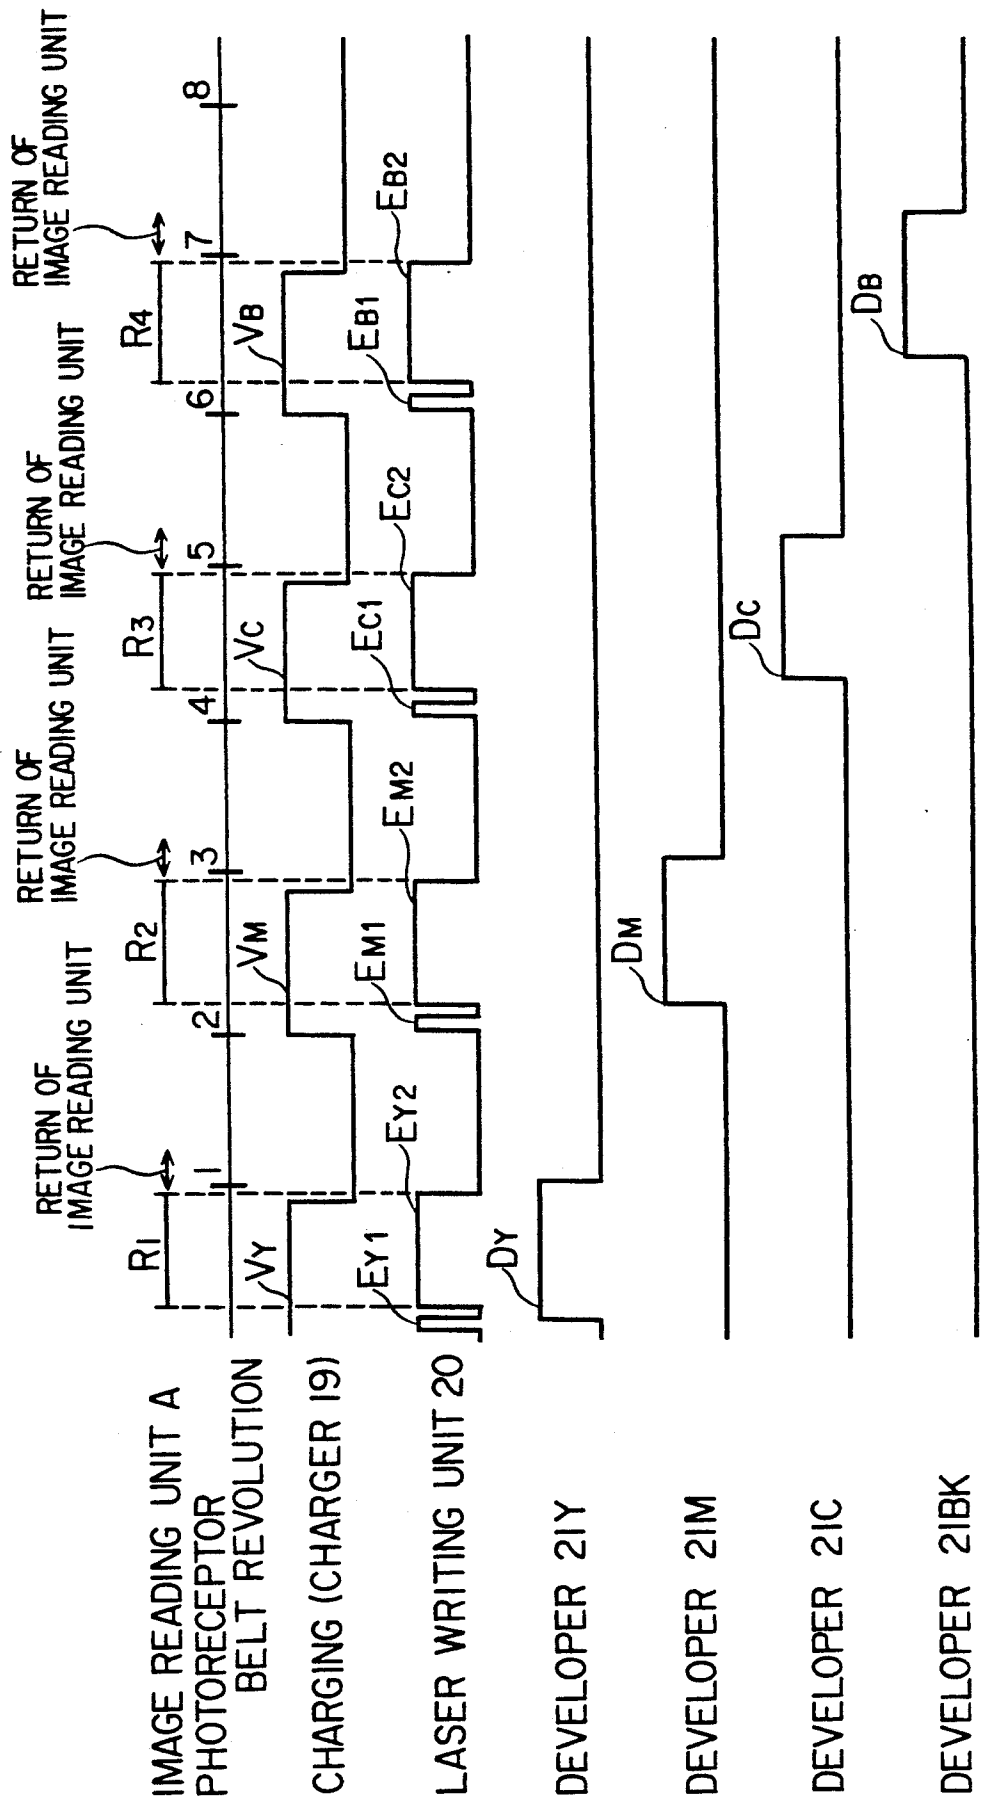 IMAGE READING UNIT A
R1
RETURN OF
IMAGE READING UNIT
R2
RETURN OF
IMAGE READING UNIT
R3
RETURN OF
IMAGE READING UNIT
R4
RETURN OF
IMAGE READING UNIT
PHOTORECEPTOR
BELT REVOLUTION
1
2
3
4
5
6
7
8
CHARGING (CHARGER 19)
VY
VM
VC
VB
LASER WRITING UNIT 20
EY1
EY2
EM1
EM2
EC1
EC2
EB1
EB2
DEVELOPER 21Y
DY
DEVELOPER 21M
DM
DEVELOPER 21C
DC
DEVELOPER 21BK
DB